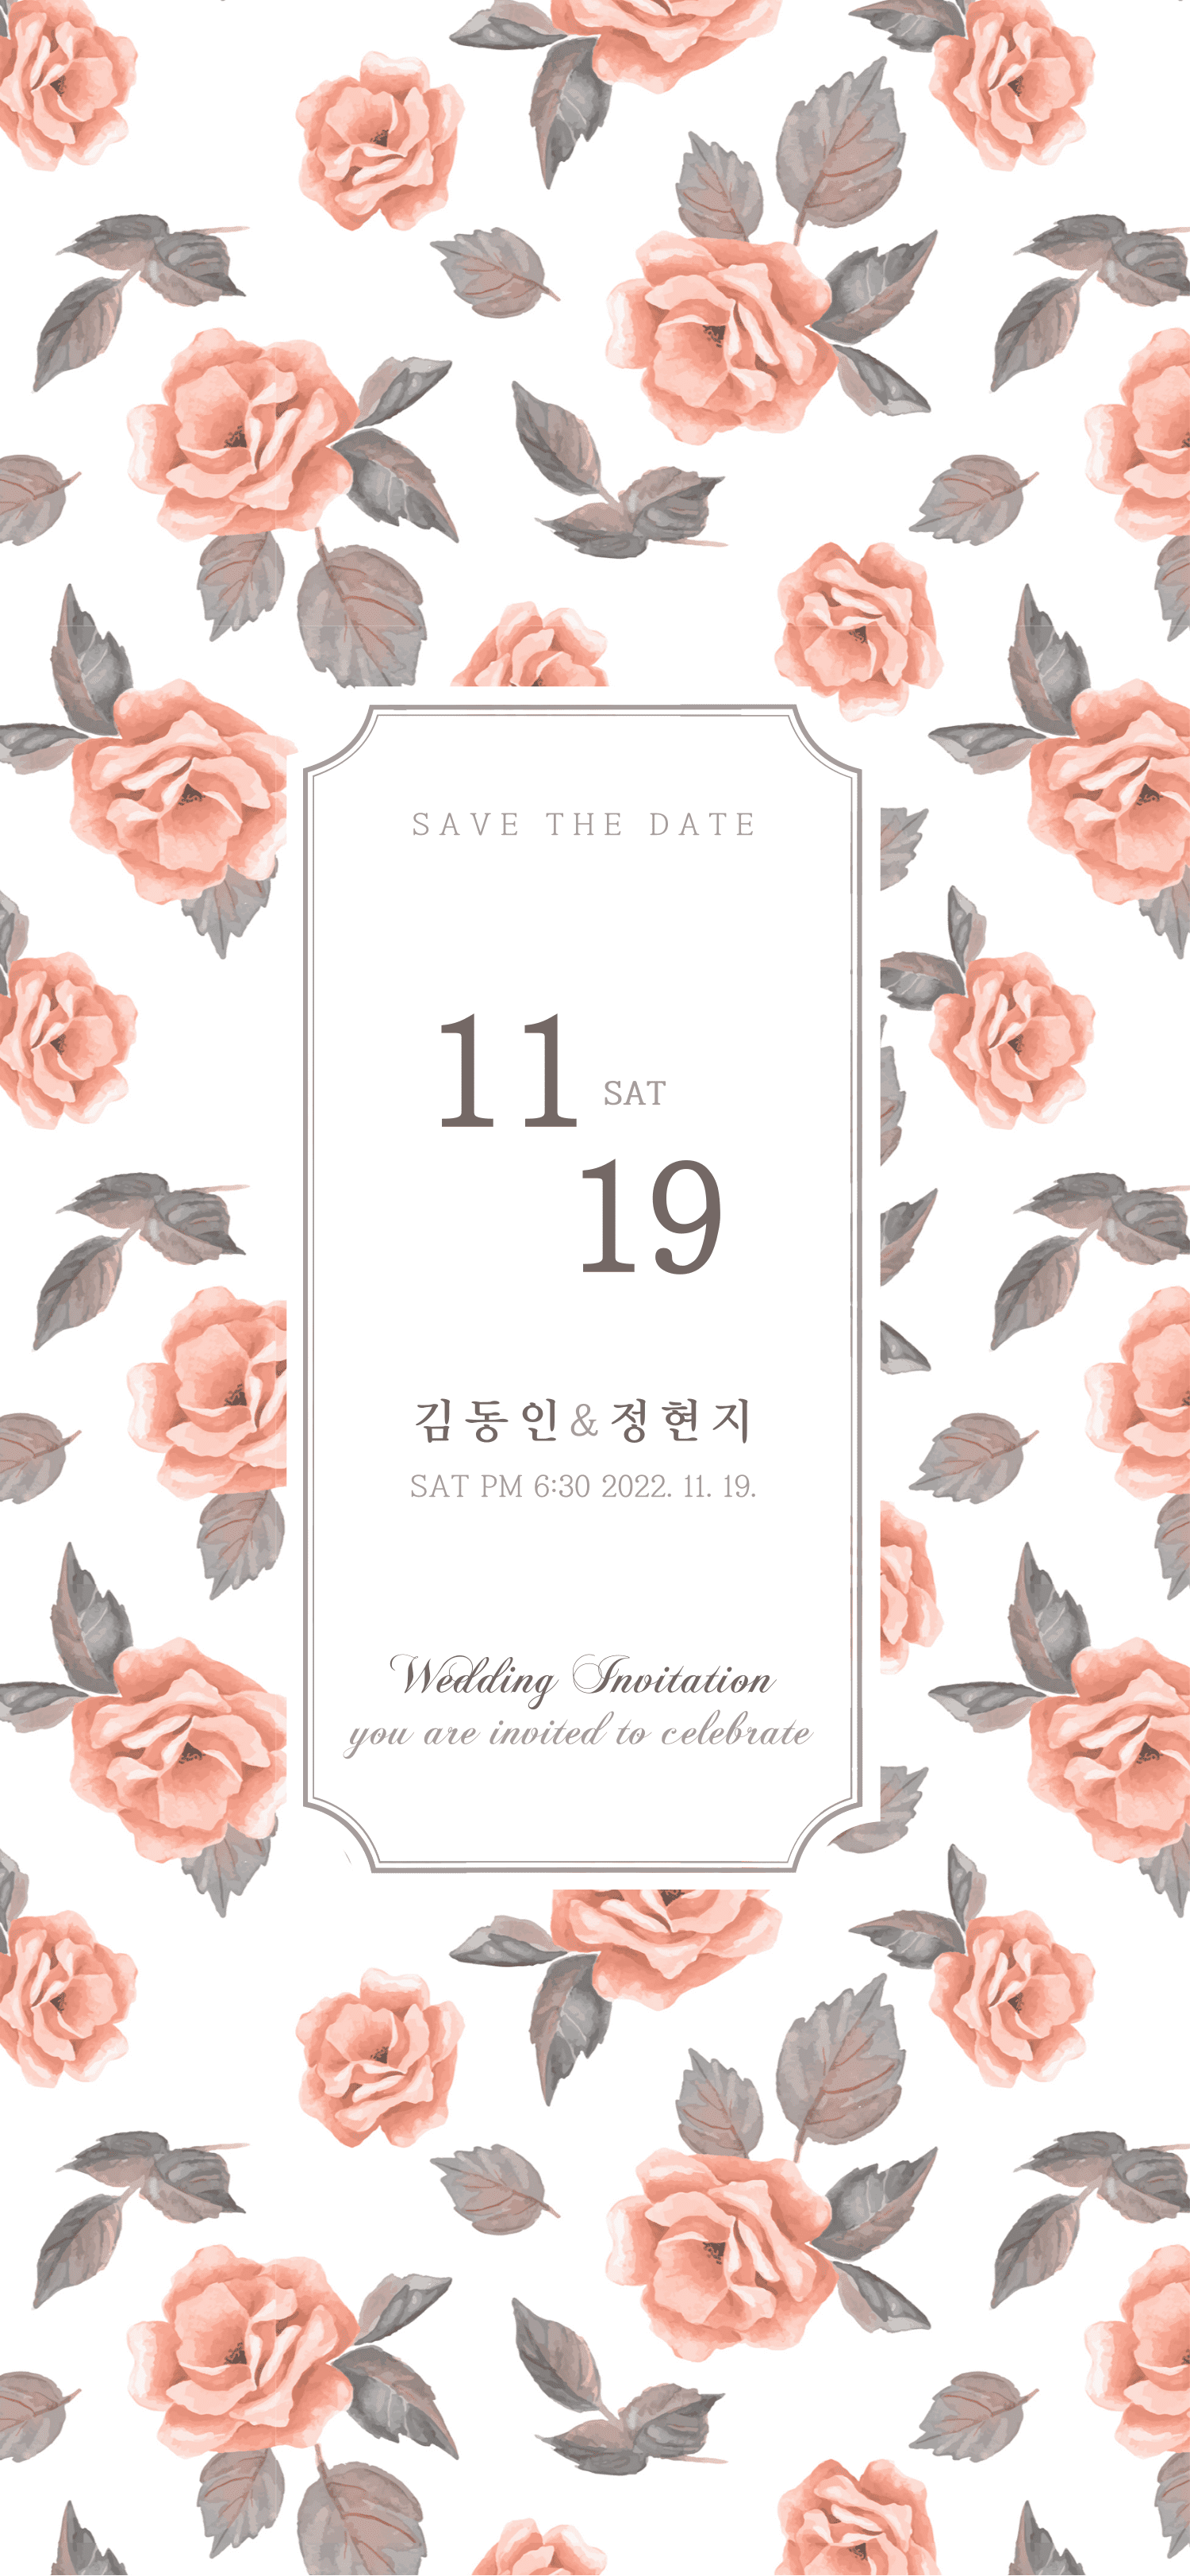 SAVE THE DATE
11 SAT
19
김동인&정현지
SAT PM 6:30 2022. 11. 19.
Wedding Invitation
you are invited to celebrate